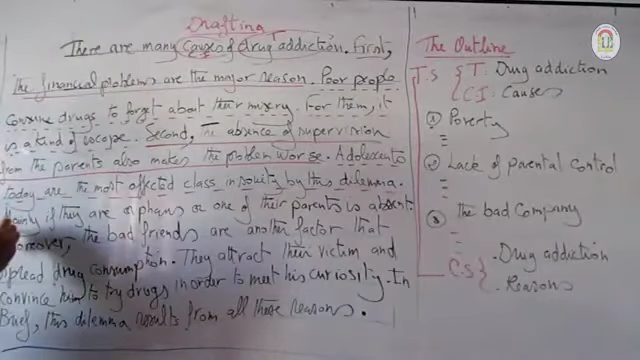 Drafting
There are many causes of drug addiction. First,
the financial problems are the major reason. Poor people
Consume drugs to forget about their misery. For them, it
is a kind of escape. Second, the absence of supervision
from the parents also makes the problem worse. Adolescents
Today are the most affected class in society by this dilemma.
if they are orphans or one of their parents is absent.
Moreover, the bad friends are another factor that
spread drug consumption. They attract their victim and
convince him to try drugs in order to meet his curiosity. In
Brief, this dilemma results from all these reasons.
The Outline
T.S { T: Drug addiction
C.I: Causes
① Poverty
② Lack of parental control
③ The bad Company
C.S } - Drug addiction
- Reasons